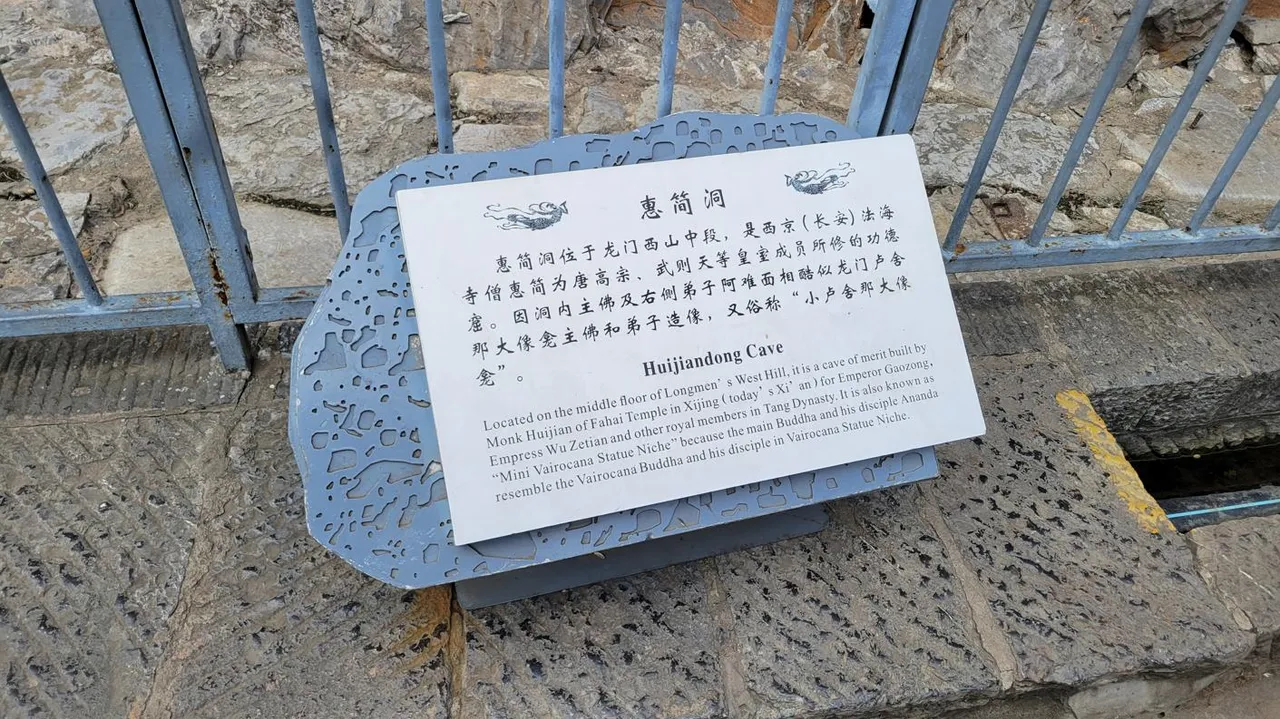 惠简洞
惠简洞位于龙门西山中段，是西京(长安)法海
寺僧惠简为唐高宗、武则天等皇室成员所修的功德
窟。因洞内主佛及右侧弟子阿难面相酷似龙门卢舍
那大像龛主佛和弟子造像，又俗称“小卢舍那大像
龛”。
Huijiandong Cave
Located on the middle floor of Longmen’s West Hill, it is a cave of merit built by
Monk Huijian of Fahai Temple in Xijing (today’s Xi’an) for Emperor Gaozong,
Empress Wu Zetian and other royal members in Tang Dynasty. It is also known as
“Mini Vairocana Statue Niche” because the main Buddha and his disciple Ananda
resemble the Vairocana Buddha and his disciple in Vairocana Statue Niche.